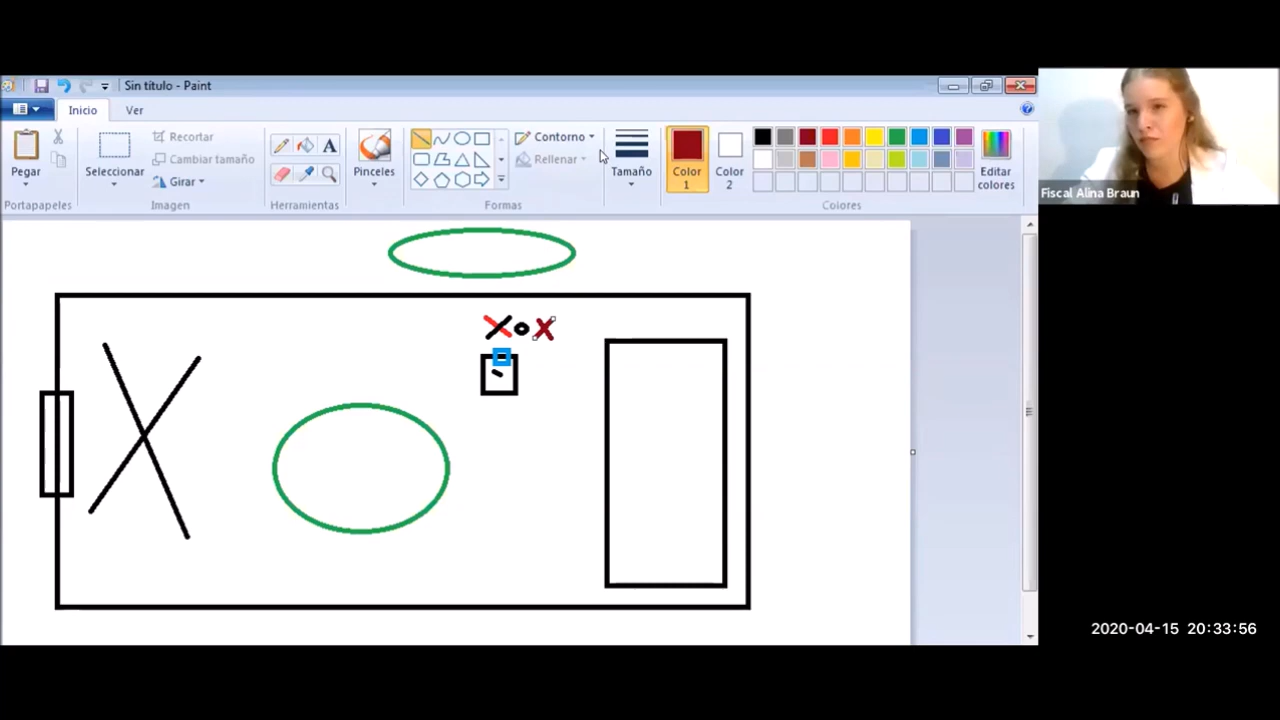 Sin título - Paint
Inicio Ver
Pegar
Portapapeles
Seleccionar
Recortar
Cambiar tamaño
Girar
Imagen
A
Herramientas
Pinceles
Contorno
Rellenar
Formas
Tamaño
Color
1
Color
2
Editar
colores
Colores
Fiscal Alina Braun
2020-04-15 20:33:56